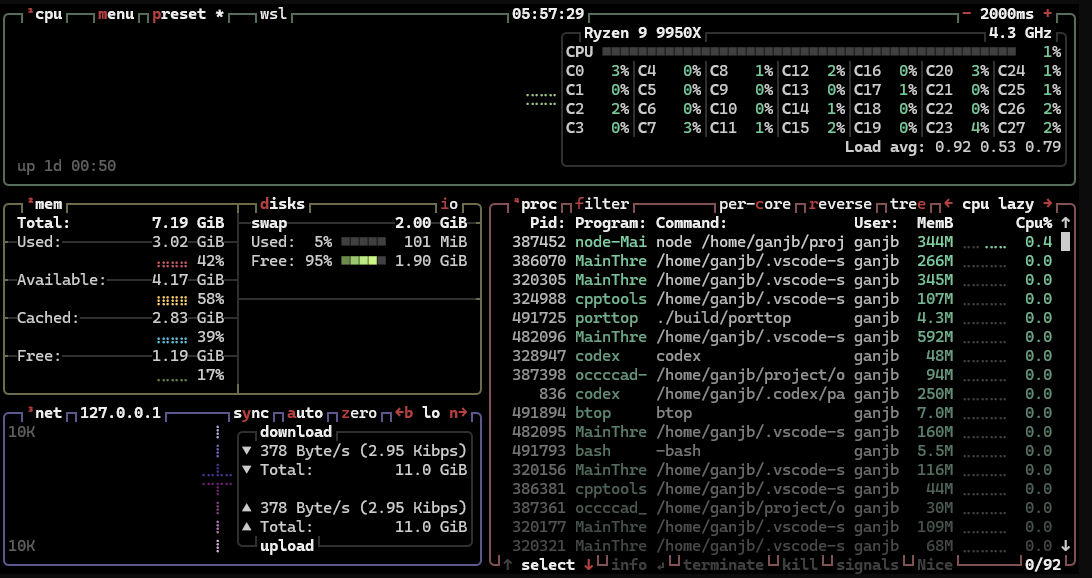 ¹cpu menu preset * wsl 05:57:29 - 2000ms +
Ryzen 9 9950X 4.3 GHz
CPU 1%
C0 3% C4 0% C8 1% C12 2% C16 0% C20 3% C24 1%
C1 0% C5 0% C9 0% C13 0% C17 1% C21 0% C25 1%
C2 2% C6 0% C10 0% C14 1% C18 0% C22 0% C26 2%
C3 0% C7 3% C11 1% C15 2% C19 0% C23 4% C27 2%
Load avg: 0.92 0.53 0.79
up 1d 00:50
²mem
Total: 7.19 GiB
Used: 3.02 GiB
42%
Available: 4.17 GiB
58%
Cached: 2.83 GiB
39%
Free: 1.19 GiB
17%
disks io
swap 2.00 GiB
Used: 5% 101 MiB
Free: 95% 1.90 GiB
³net 127.0.0.1 sync auto zero ←b lo n→
10K
10K
download
▼ 378 Byte/s (2.95 Kibps)
▼ Total: 11.0 GiB
▲ 378 Byte/s (2.95 Kibps)
▲ Total: 11.0 GiB
upload
⁴proc filter per-core reverse tree ← cpu lazy →
Pid: Program: Command: User: MemB Cpu% ↑
387452 node-Mai node /home/ganjb/proj ganjb 344M 0.4
386070 MainThre /home/ganjb/.vscode-s ganjb 266M 0.0
320305 MainThre /home/ganjb/.vscode-s ganjb 345M 0.0
324988 cpptools /home/ganjb/.vscode-s ganjb 107M 0.0
491725 porttop ./build/porttop ganjb 4.3M 0.0
482096 MainThre /home/ganjb/.vscode-s ganjb 592M 0.0
328947 codex codex ganjb 48M 0.0
387398 occccad- /home/ganjb/project/o ganjb 94M 0.0
836 codex /home/ganjb/.codex/pa ganjb 250M 0.0
491894 btop btop ganjb 7.0M 0.0
482095 MainThre /home/ganjb/.vscode-s ganjb 160M 0.0
491793 bash -bash ganjb 5.5M 0.0
320156 MainThre /home/ganjb/.vscode-s ganjb 116M 0.0
386381 cpptools /home/ganjb/.vscode-s ganjb 44M 0.0
387361 occccad_ /home/ganjb/project/o ganjb 30M 0.0
320177 MainThre /home/ganjb/.vscode-s ganjb 109M 0.0
320321 MainThre /home/ganjb/.vscode-s ganjb 68M 0.0 ↓
↑ select ↓ info ↵ terminate kill signals Nice 0/92